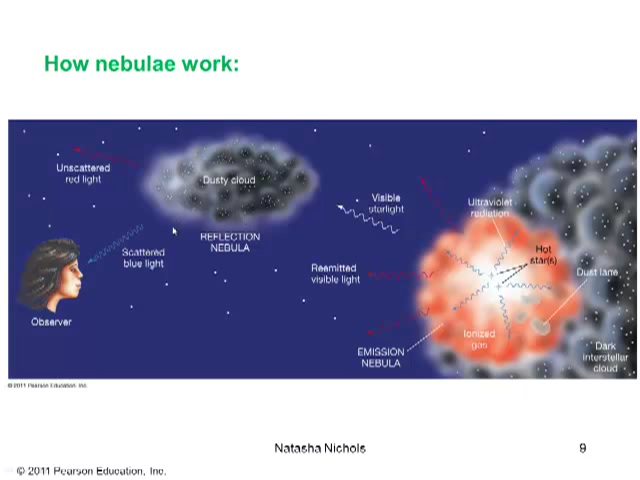 How nebulae work:
Unscattered
red light
Dusty cloud
Visible
starlight
Ultraviolet
radiation
REFLECTION
NEBULA
Scattered
blue light
Hot
star(s)
Reemitted
visible light
Dust lane
Observer
Ionized
gas
EMISSION
NEBULA
Dark
interstellar
cloud
© 2011 Pearson Education, Inc.
Natasha Nichols
9
© 2011 Pearson Education, Inc.